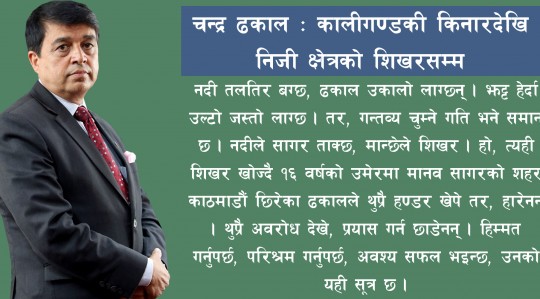 चन्द्र ढकाल : कालीगण्डकी किनारदेखि
निजी क्षेत्रको शिखरसम्म
नदी तलतिर बग्छ, ढकाल उकालो लाग्छन् । झट्ट हेर्दा
उल्टो जस्तो लाग्छ । तर, गन्तव्य चुम्ने गति भने समान
छ । नदीले सागर ताक्छ, मान्छेले शिखर । हो, त्यही
शिखर खोज्दै १६ वर्षको उमेरमा मानव सागरको शहर
काठमाडौं छिरेका ढकालले थुप्रै हण्डर खेपे तर, हारेनन्
। थुप्रै अवरोध देखे, प्रयास गर्न छाडेनन् । हिम्मत
गर्नुपर्छ, परिश्रम गर्नुपर्छ, अवश्य सफल भइन्छ, उनको
यही सूत्र छ ।